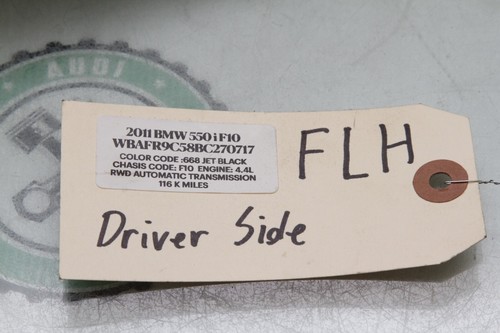 AUDI
2011 BMW 550 i F10
WBAFR9C58BC270717
COLOR CODE :668 JET BLACK
CHASIS CODE: F10 ENGINE: 4.4L
RWD AUTOMATIC TRANSMISSION
116 K MILES
FLH
Driver Side